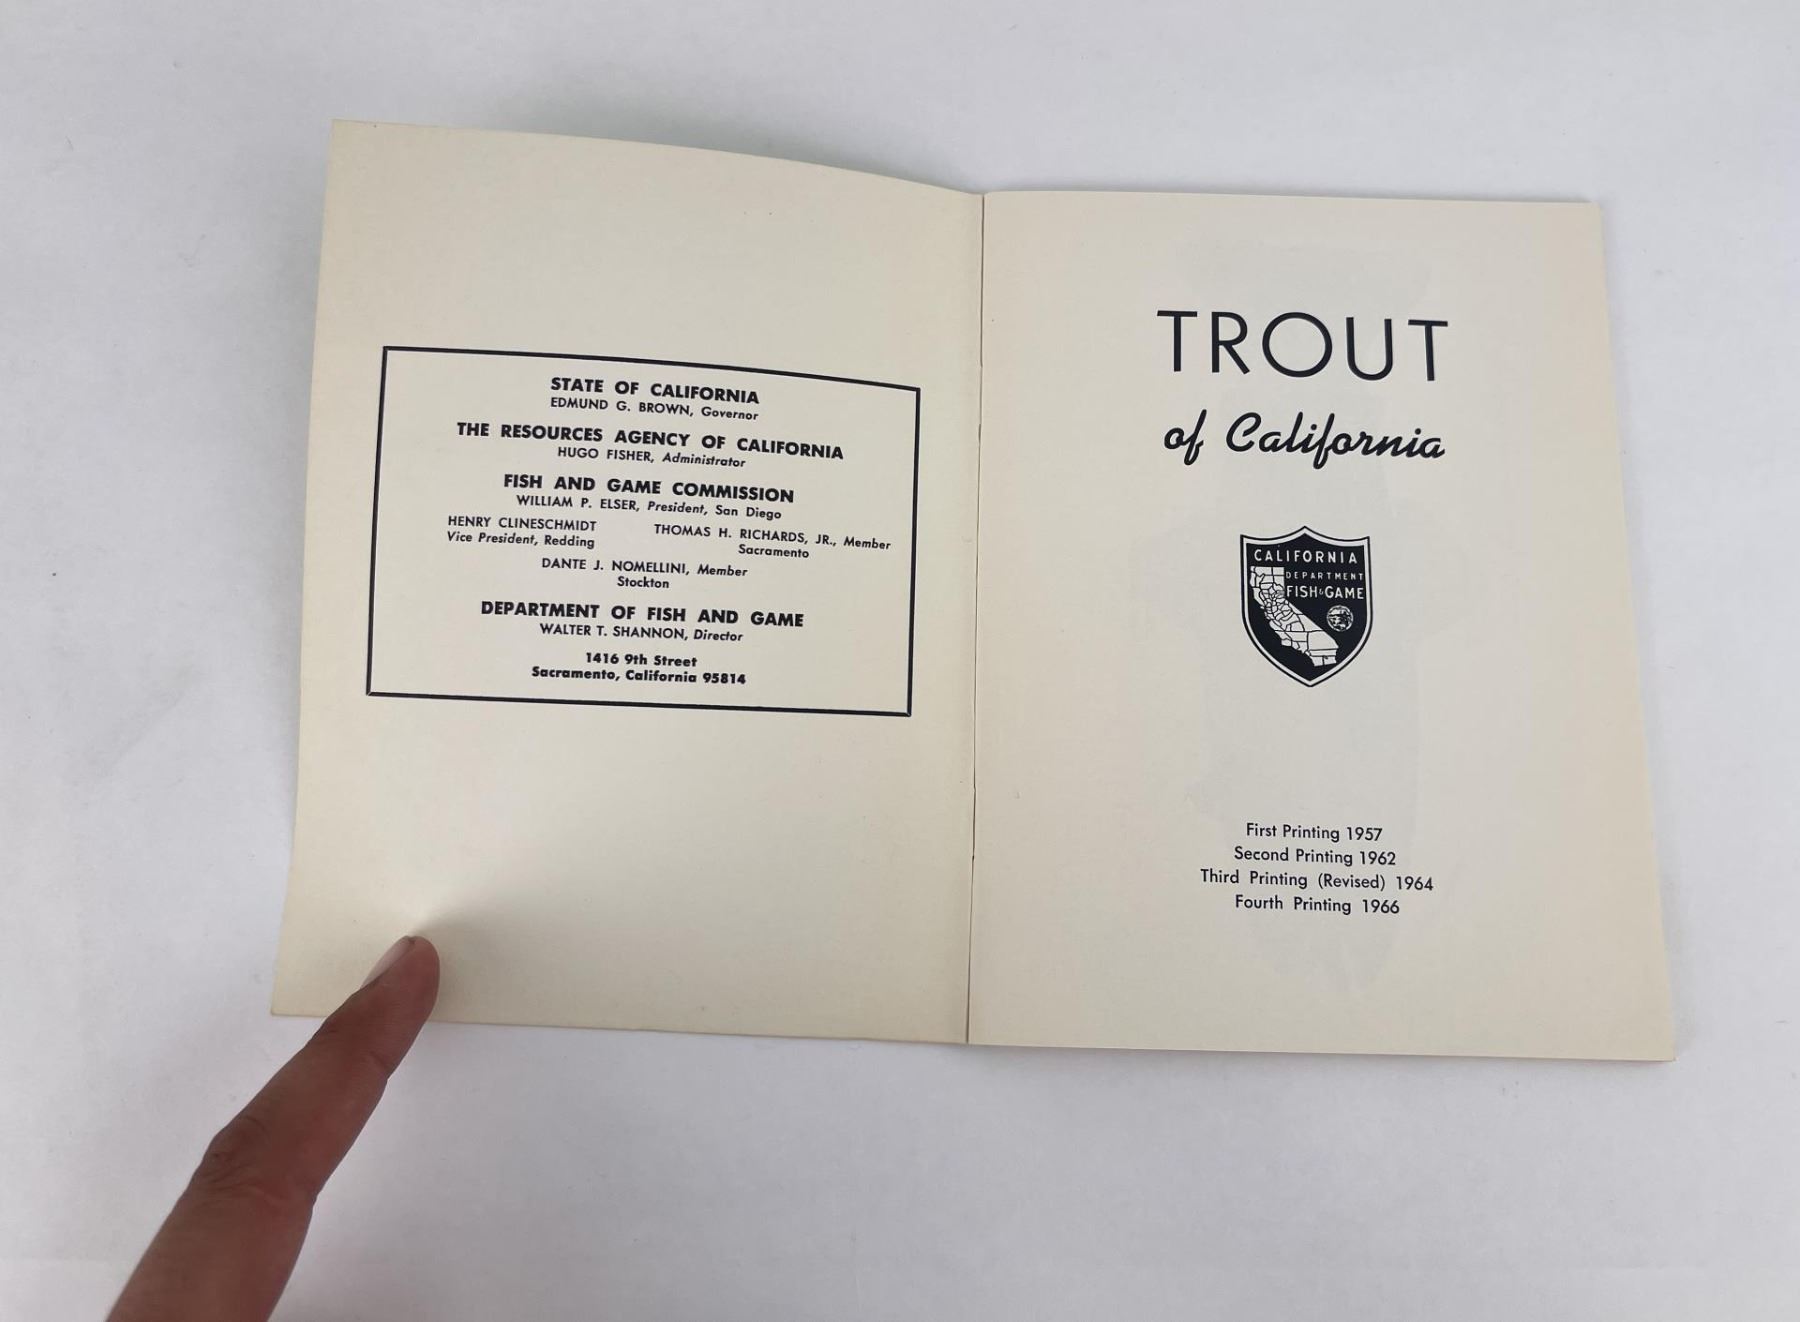 STATE OF CALIFORNIA
EDMUND G. BROWN, Governor
THE RESOURCES AGENCY OF CALIFORNIA
HUGO FISHER, Administrator
FISH AND GAME COMMISSION
WILLIAM P. ELSER, President, San Diego
HENRY CLINESCHMIDT
Vice President, Redding
THOMAS H. RICHARDS, JR., Member
Sacramento
DANTE J. NOMELLINI, Member
Stockton
DEPARTMENT OF FISH AND GAME
WALTER T. SHANNON, Director
1416 9th Street
Sacramento, California 95814
TROUT
of California
CALIFORNIA
DEPARTMENT
FISH & GAME
First Printing 1957
Second Printing 1962
Third Printing (Revised) 1964
Fourth Printing 1966